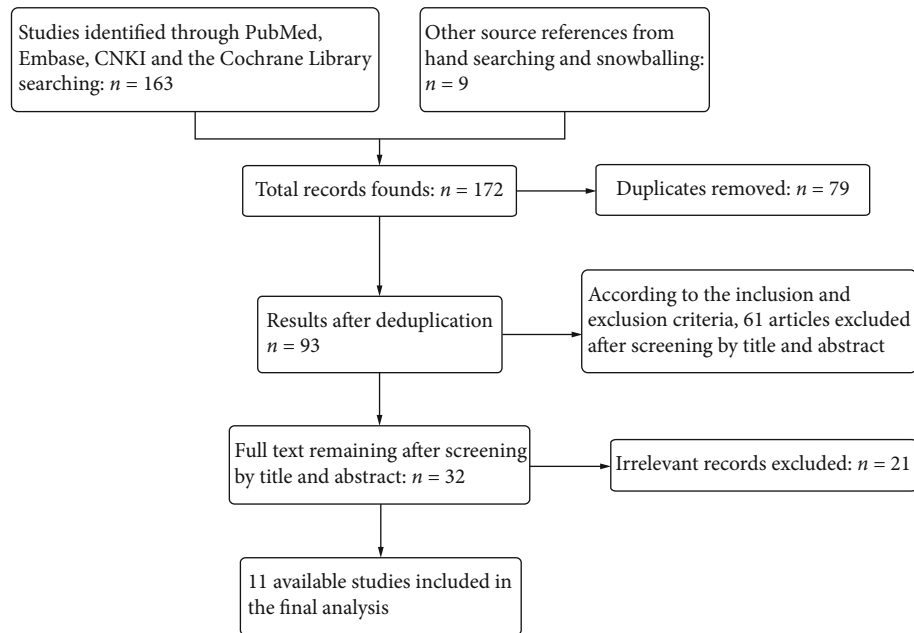 Studies identified through PubMed,
Embase, CNKI and the Cochrane Library
searching: n = 163
Other source references from
hand searching and snowballing:
n = 9
Total records founds: n = 172
Duplicates removed: n = 79
Results after deduplication
n = 93
According to the inclusion and
exclusion criteria, 61 articles excluded
after screening by title and abstract
Full text remaining after screening
by title and abstract: n = 32
Irrelevant records excluded: n = 21
11 available studies included in
the final analysis